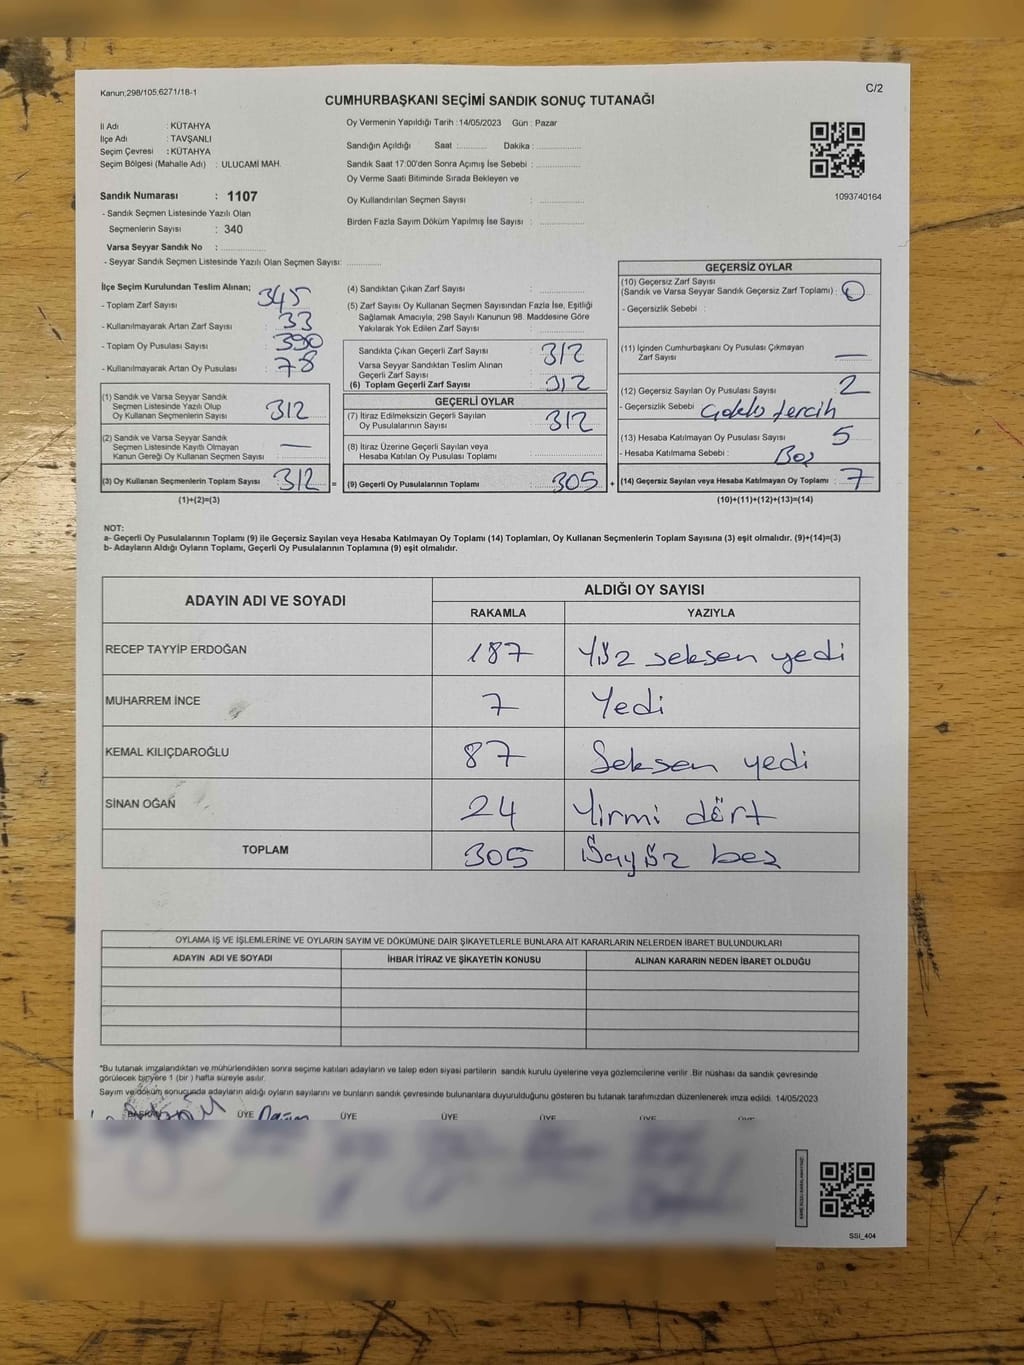 Kanun;298/105,6271/18-1
C/2
CUMHURBAŞKANI SEÇİMİ SANDIK SONUÇ TUTANAĞI
İl Adı : KÜTAHYA
İlçe Adı : TAVŞANLI
Seçim Çevresi : KÜTAHYA
Seçim Bölgesi (Mahalle Adı) : ULUCAMİ MAH.
Oy Vermenin Yapıldığı Tarih : 14/05/2023 Gün : Pazar
Sandığın Açıldığı Saat :.......... Dakika :..............
Sandık Saat 17:00'den Sonra Açımış İse Sebebi : ..............
Oy Verme Saati Bitiminde Sırada Bekleyen ve
Oy Kullandırılan Seçmen Sayısı : ..............
Birden Fazla Sayım Döküm Yapılmış İse Sayısı : ..............
1093740164
Sandık Numarası : 1107
- Sandık Seçmen Listesinde Yazılı Olan
Seçmenlerin Sayısı : 340
Varsa Seyyar Sandık No : ..............
- Seyyar Sandık Seçmen Listesinde Yazılı Olan Seçmen Sayısı: ..............
İlçe Seçim Kurulundan Teslim Alınan;
- Toplam Zarf Sayısı : 345
- Kullanılmayarak Artan Zarf Sayısı : 33
- Toplam Oy Pusulası Sayısı : 390
- Kullanılmayarak Artan Oy Pusulası : 78
(1) Sandık ve Varsa Seyyar Sandık
Seçmen Listesinde Yazılı Olup
Oy Kullanan Seçmenlerin Sayısı : 312
(2) Sandık ve Varsa Seyyar Sandık
Seçmen Listesinde Kayıtlı Olmayan
Kanun Gereği Oy Kullanan Seçmen Sayısı : —
(3) Oy Kullanan Seçmenlerin Toplam Sayısı : 312
(1)+(2)=(3)
(4) Sandıktan Çıkan Zarf Sayısı : ..............
(5) Zarf Sayısı Oy Kullanan Seçmen Sayısından Fazla İse, Eşitliği
Sağlamak Amacıyla, 298 Sayılı Kanunun 98. Maddesine Göre
Yakılarak Yok Edilen Zarf Sayısı : ..............
Sandıkta Çıkan Geçerli Zarf Sayısı : 312
Varsa Seyyar Sandıktan Teslim Alınan
Geçerli Zarf Sayısı
(6) Toplam Geçerli Zarf Sayısı : 312
GEÇERLİ OYLAR
(7) İtiraz Edilmeksizin Geçerli Sayılan
Oy Pusulalarının Sayısı : 312
(8) İtiraz Üzerine Geçerli Sayılan veya
Hesaba Katılan Oy Pusulası Toplamı : ..............
= (9) Geçerli Oy Pusulalarının Toplamı : 305 +
GEÇERSİZ OYLAR
(10) Geçersiz Zarf Sayısı
(Sandık ve Varsa Seyyar Sandık Geçersiz Zarf Toplamı) : 0
- Geçersizlik Sebebi :
(11) İçinden Cumhurbaşkanı Oy Pusulası Çıkmayan
Zarf Sayısı : —
(12) Geçersiz Sayılan Oy Pusulası Sayısı : 2
- Geçersizlik Sebebi : çoklu tercih
(13) Hesaba Katılmayan Oy Pusulası Sayısı : 5
- Hesaba Katılmama Sebebi : Boş
(14) Geçersiz Sayılan veya Hesaba Katılmayan Oy Toplamı : 7
(10)+(11)+(12)+(13)=(14)
NOT:
a- Geçerli Oy Pusulalarının Toplamı (9) ile Geçersiz Sayılan veya Hesaba Katılmayan Oy Toplamı (14) Toplamları, Oy Kullanan Seçmenlerin Toplam Sayısına (3) eşit olmalıdır. (9)+(14)=(3)
b- Adayların Aldığı Oyların Toplamı, Geçerli Oy Pusulalarının Toplamına (9) eşit olmalıdır.
ADAYIN ADI VE SOYADI ALDIĞI OY SAYISI
RAKAMLA YAZIYLA
RECEP TAYYİP ERDOĞAN 187 Yüz seksen yedi
MUHARREM İNCE 7 Yedi
KEMAL KILIÇDAROĞLU 87 Seksen yedi
SİNAN OĞAN 24 Yirmi dört
TOPLAM 305 Üçyüz beş
OYLAMA İŞ VE İŞLEMLERİNE VE OYLARIN SAYIM VE DÖKÜMÜNE DAİR ŞİKAYETLERLE BUNLARA AİT KARARLARIN NELERDEN İBARET BULUNDUKLARI
ADAYIN ADI VE SOYADI İHBAR İTİRAZ VE ŞİKAYETİN KONUSU ALINAN KARARIN NEDEN İBARET OLDUĞU
*Bu tutanak imzalandıktan ve mühürlendikten sonra seçime katılan adayların ve talep eden siyasi partilerin sandık kurulu üyelerine veya gözlemcilerine verilir .Bir nüshası da sandık çevresinde
görülecek bir yere 1 (bir ) hafta süreyle asılır.
Sayım ve döküm sonucunda adayların aldığı oyların sayılarını ve bunların sandık çevresinde bulunanlara duyurulduğunu gösteren bu tutanak tarafımızdan düzenlenerek imza edildi. 14/05/2023
BAŞKAN ÜYE ÜYE ÜYE ÜYE ÜYE ÜYE
SSI_404